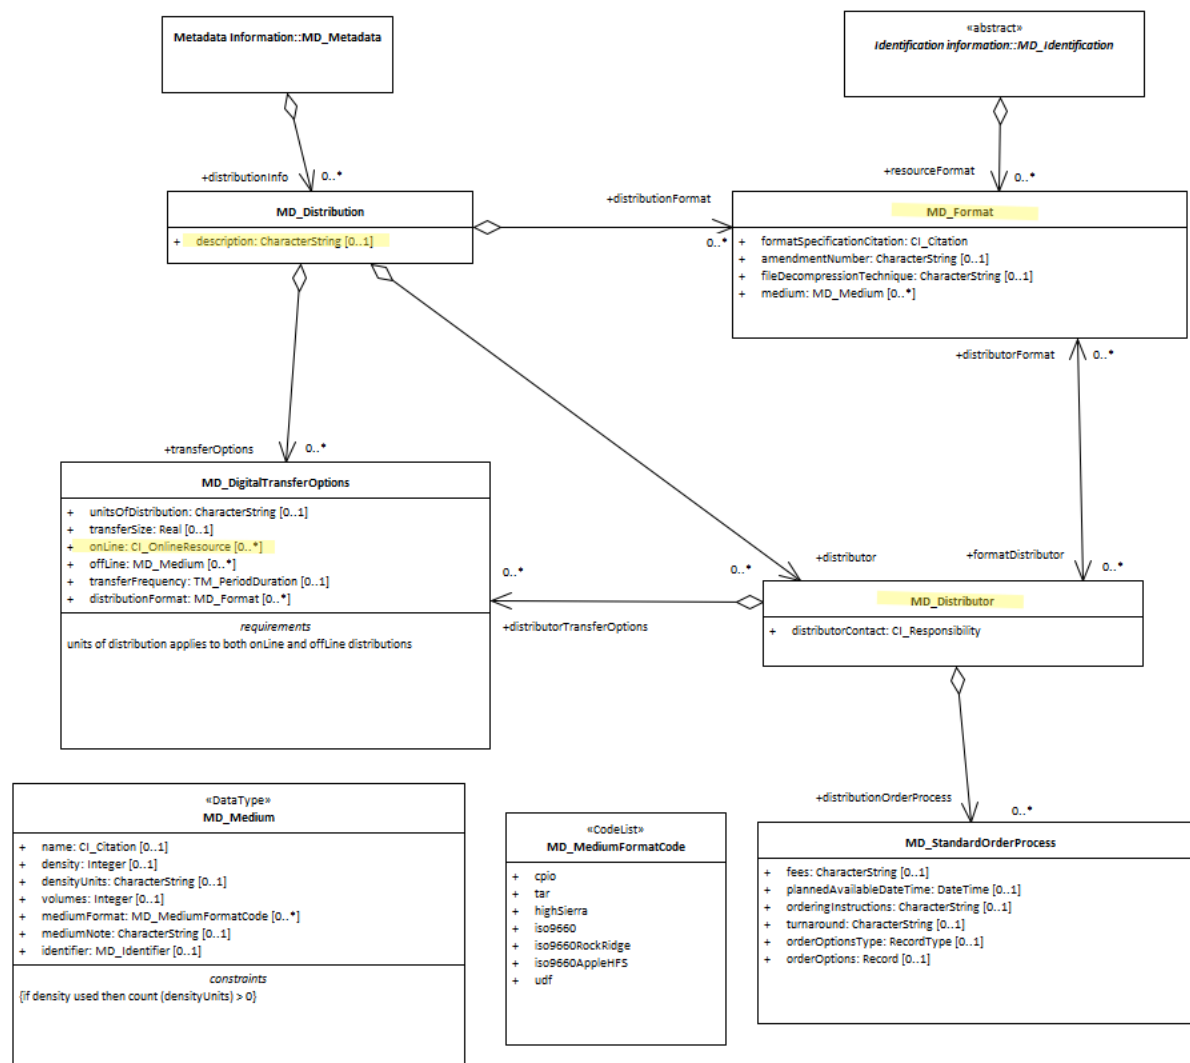 Metadata Information::MD_Metadata
«abstract»
Identification information::MD_Identification
+distributionInfo
0..*
+resourceFormat
0..*
MD_Distribution
+ description: CharacterString [0..1]
+distributionFormat
0..*
MD_Format
+ formatSpecificationCitation: CI_Citation
+ amendmentNumber: CharacterString [0..1]
+ fileDecompressionTechnique: CharacterString [0..1]
+ medium: MD_Medium [0..*]
+distributorFormat
0..*
+transferOptions
0..*
MD_DigitalTransferOptions
+ unitsOfDistribution: CharacterString [0..1]
+ transferSize: Real [0..1]
+ onLine: CI_OnlineResource [0..*]
+ offLine: MD_Medium [0..*]
+ transferFrequency: TM_PeriodDuration [0..1]
+ distributionFormat: MD_Format [0..*]
requirements
units of distribution applies to both onLine and offLine distributions
0..*
+distributorTransferOptions
0..*
+distributor
+formatDistributor
0..*
MD_Distributor
+ distributorContact: CI_Responsibility
+distributionOrderProcess
0..*
«DataType»
MD_Medium
+ name: CI_Citation [0..1]
+ density: Integer [0..1]
+ densityUnits: CharacterString [0..1]
+ volumes: Integer [0..1]
+ mediumFormat: MD_MediumFormatCode [0..*]
+ mediumNote: CharacterString [0..1]
+ identifier: MD_Identifier [0..1]
constraints
{if density used then count (densityUnits) > 0}
«CodeList»
MD_MediumFormatCode
+ cpio
+ tar
+ highSierra
+ iso9660
+ iso9660RockRidge
+ iso9660AppleHFS
+ udf
MD_StandardOrderProcess
+ fees: CharacterString [0..1]
+ plannedAvailableDateTime: DateTime [0..1]
+ orderingInstructions: CharacterString [0..1]
+ turnaround: CharacterString [0..1]
+ orderOptionsType: RecordType [0..1]
+ orderOptions: Record [0..1]